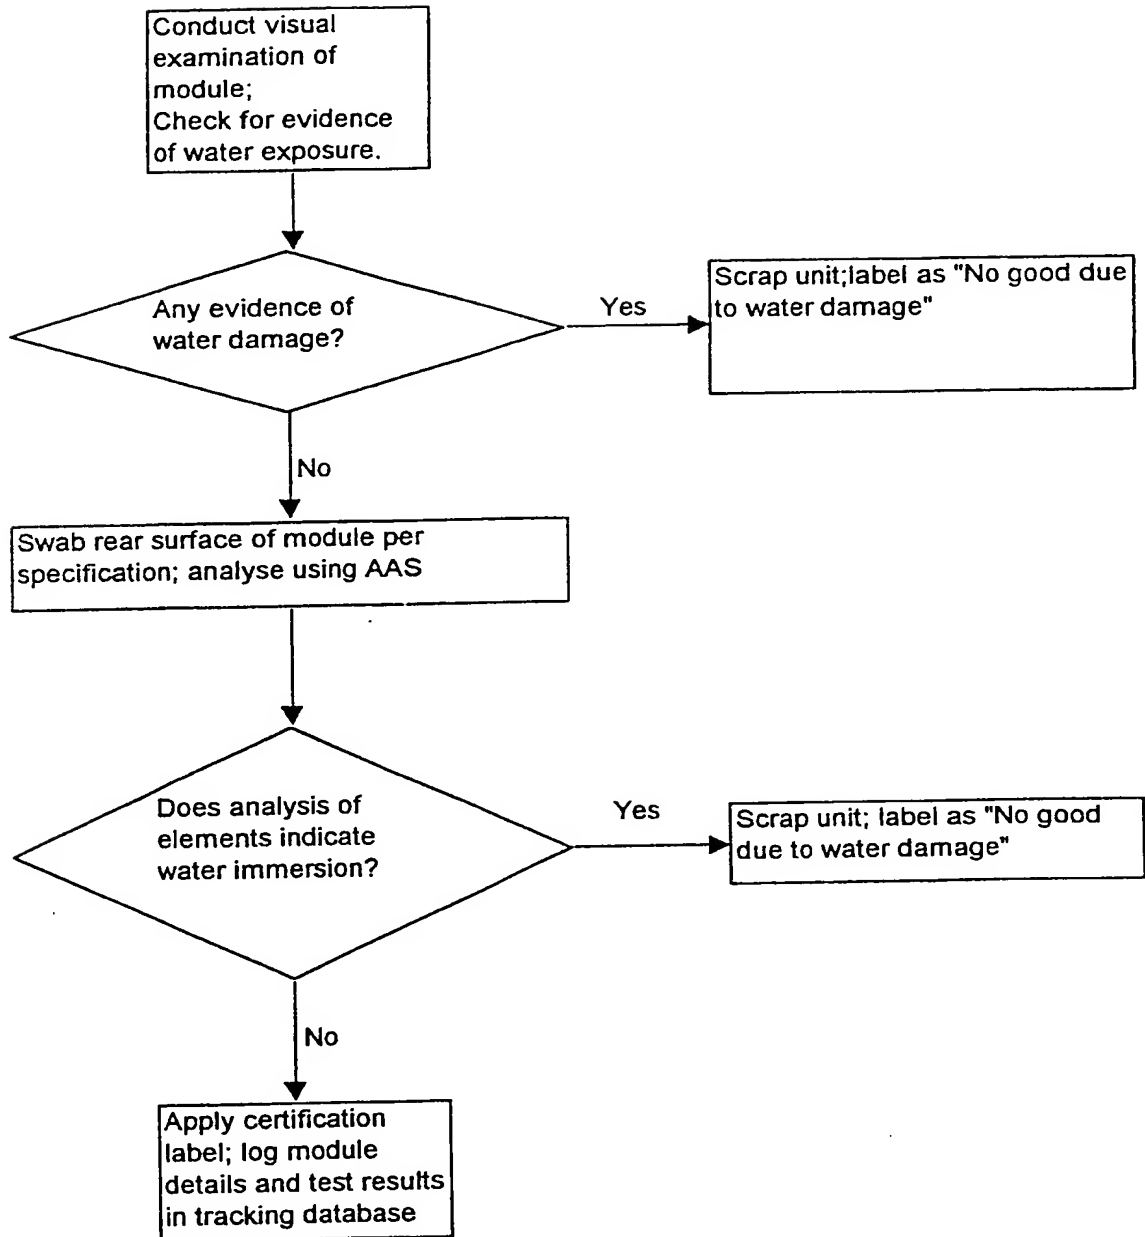 Conduct visual
examination of
module;
Check for evidence
of water exposure.
Any evidence of
water damage?
Yes
Scrap unit;label as "No good due
to water damage"
No
Swab rear surface of module per
specification; analyse using AAS
Does analysis of
elements indicate
water immersion?
Yes
Scrap unit; label as "No good
due to water damage"
No
Apply certification
label; log module
details and test results
in tracking database